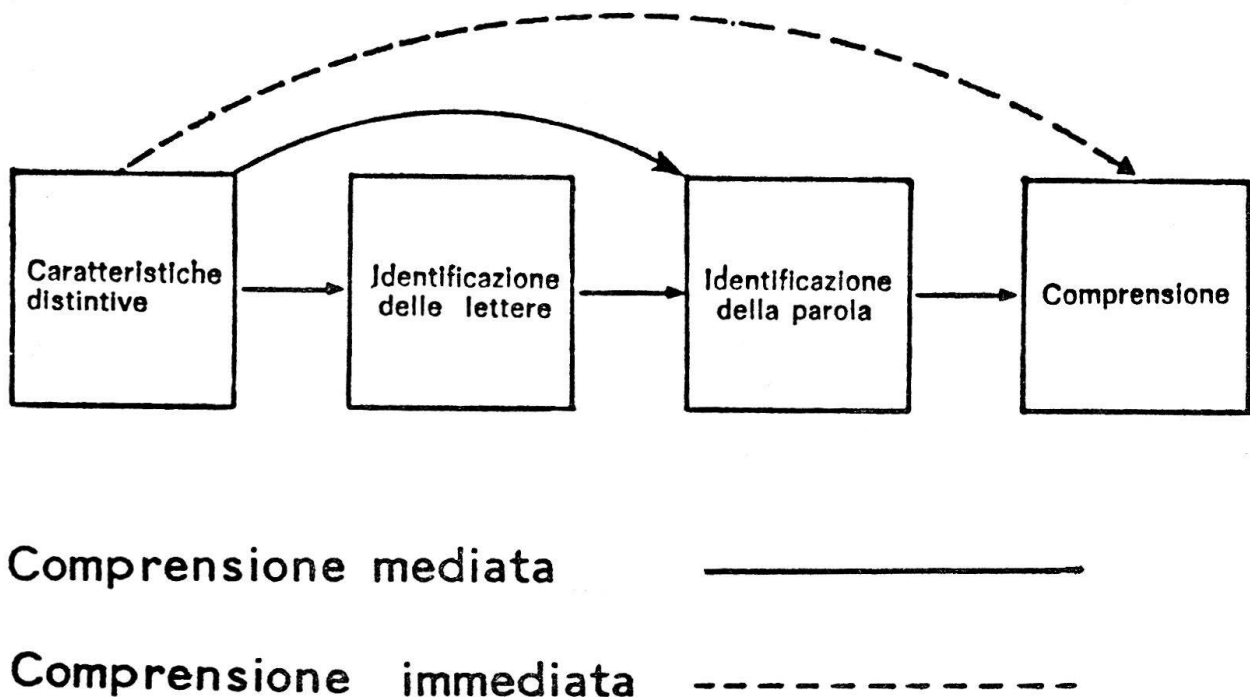 Caratteristiche
distintive
Identificazione
delle lettere
Identificazione
della parola
Comprensione
Comprensione mediata
Comprensione immediata